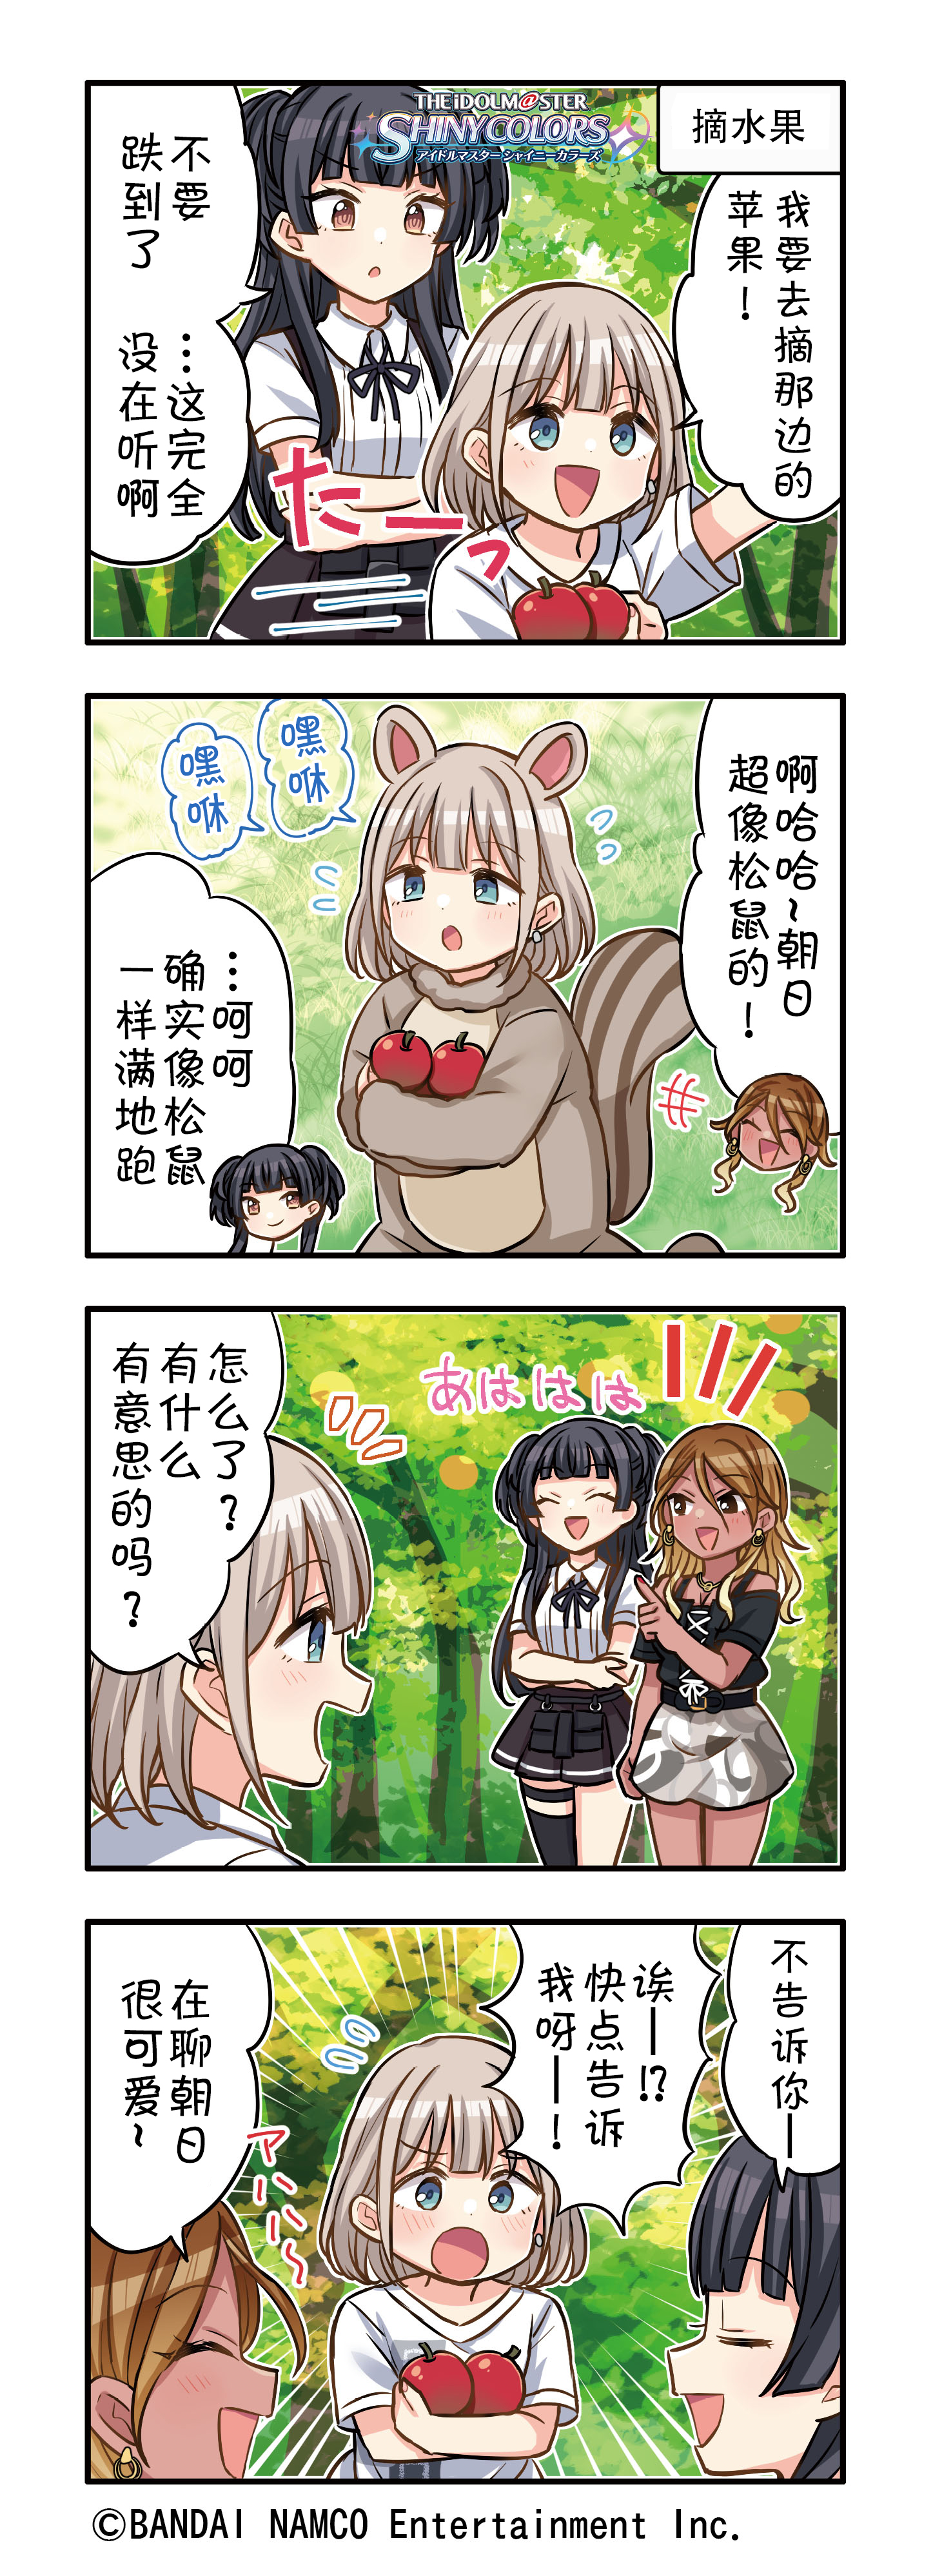 摘水果
THE iDOLM@STER
SHINY COLORS
アイドルマスター シャイニーカラーズ
我要去摘那边的
苹果！
不要
跌到了
…这完全
没在听啊
たーっ
啊哈哈~朝日
超像松鼠的！
嘿咻
嘿咻
…呵呵
确实像松鼠
一样满地跑
あははは
怎么了？
有什么
有意思的吗？
不告诉你—
诶—!?
快点告诉
我呀—！
在聊朝日
很可爱~
アハハ~
©BANDAI NAMCO Entertainment Inc.